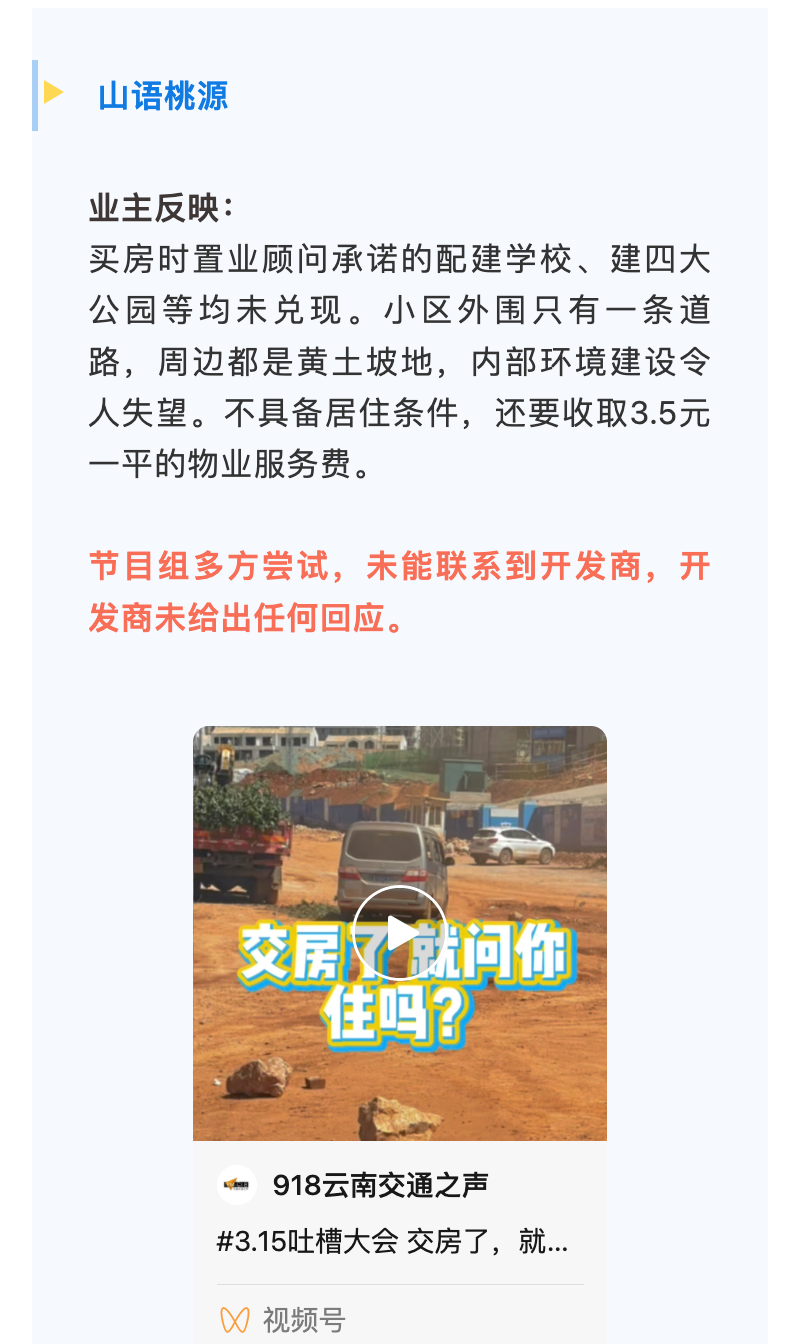 山语桃源
业主反映：
买房时置业顾问承诺的配建学校、建四大
公园等均未兑现。小区外围只有一条道
路，周边都是黄土坡地，内部环境建设令
人失望。不具备居住条件，还要收取3.5元
一平的物业服务费。
节目组多方尝试，未能联系到开发商，开
发商未给出任何回应。
交房了 就问你
住吗？
918云南交通之声
#3.15吐槽大会 交房了，就...
视频号